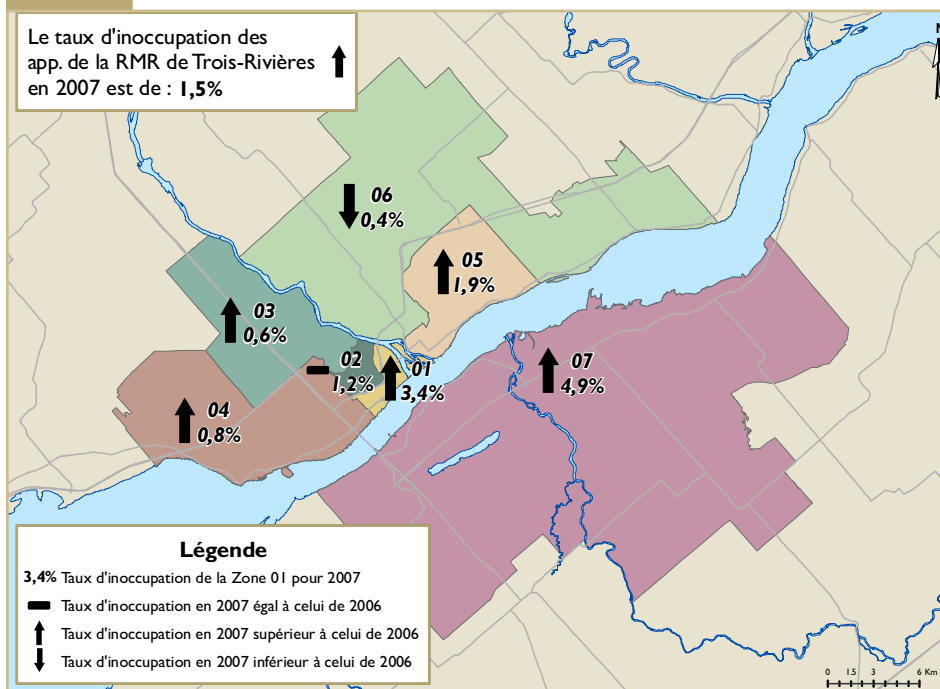 Le taux d'inoccupation des
app. de la RMR de Trois-Rivières
en 2007 est de : 1,5%
N
06
0,4%
05
1,9%
03
0,6%
02
1,2%
01
3,4%
07
4,9%
04
0,8%
Légende
3,4% Taux d'inoccupation de la Zone 01 pour 2007
Taux d'inoccupation en 2007 égal à celui de 2006
Taux d'inoccupation en 2007 supérieur à celui de 2006
Taux d'inoccupation en 2007 inférieur à celui de 2006
0 1.5 3 6 Km